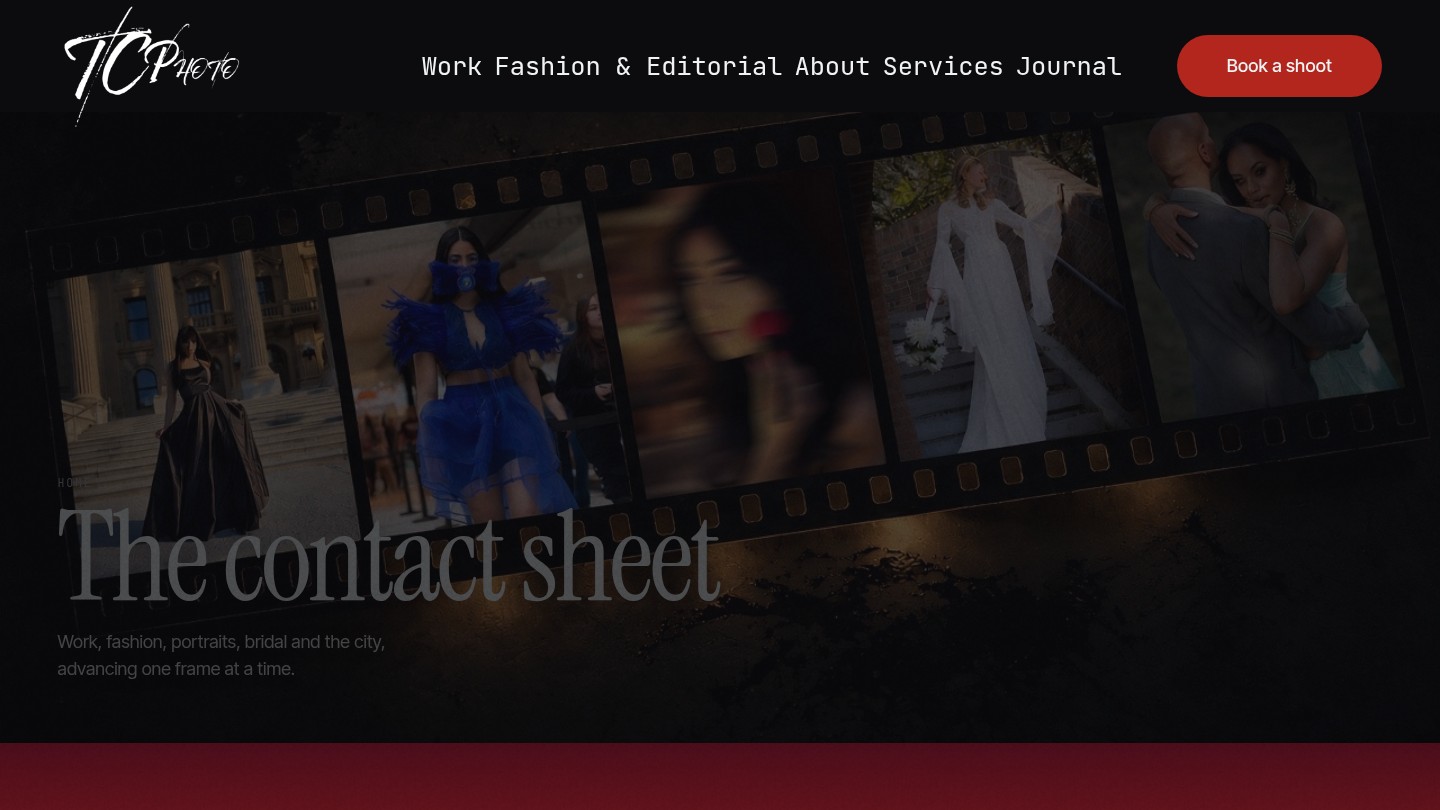 TCPHOTO
Work Fashion & Editorial About Services Journal
Book a shoot
HOME
The contact sheet
Work, fashion, portraits, bridal and the city,
advancing one frame at a time.